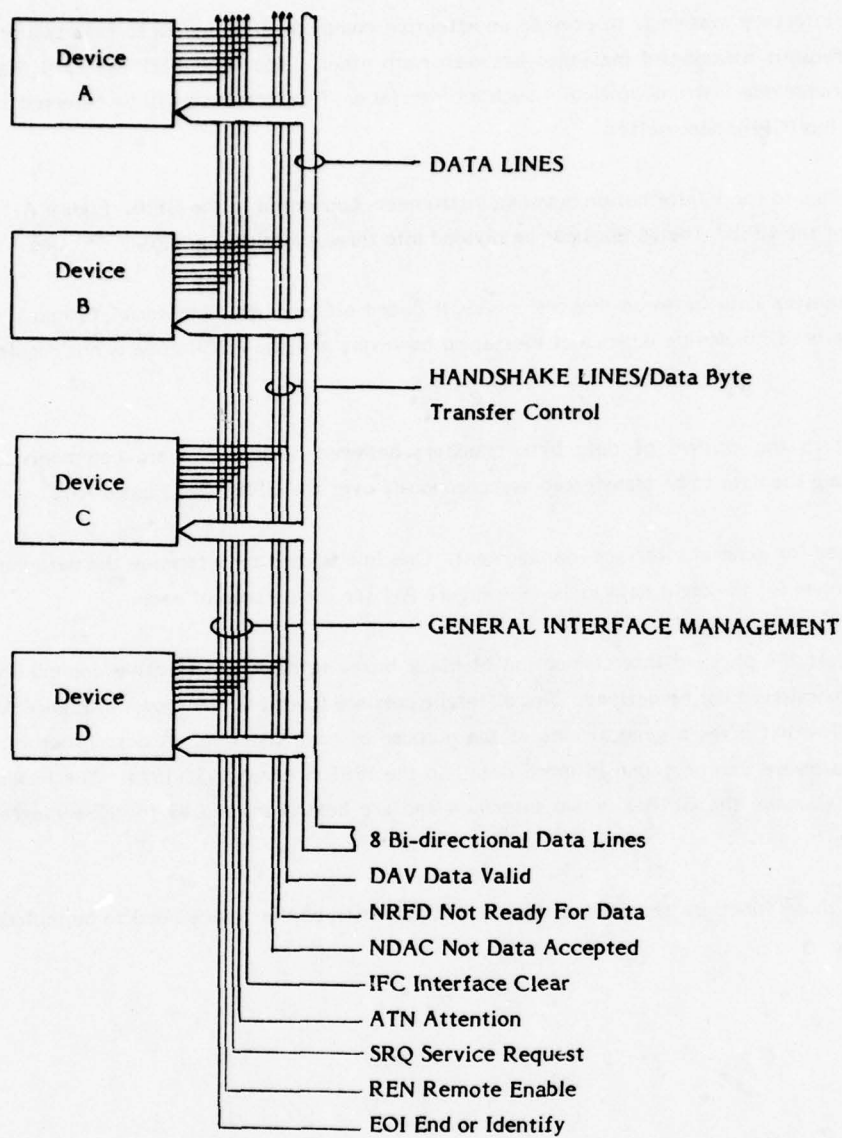 Device
A
DATA LINES
Device
B
HANDSHAKE LINES/Data Byte
Transfer Control
Device
C
GENERAL INTERFACE MANAGEMENT
Device
D
8 Bi-directional Data Lines
DAV Data Valid
NRFD Not Ready For Data
NDAC Not Data Accepted
IFC Interface Clear
ATN Attention
SRQ Service Request
REN Remote Enable
EOI End or Identify